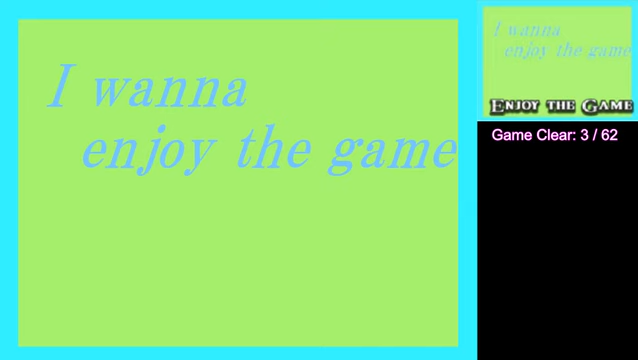 I wanna
enjoy the game
I wanna
enjoy the game
ENJOY THE GAME
Game Clear: 3 / 62